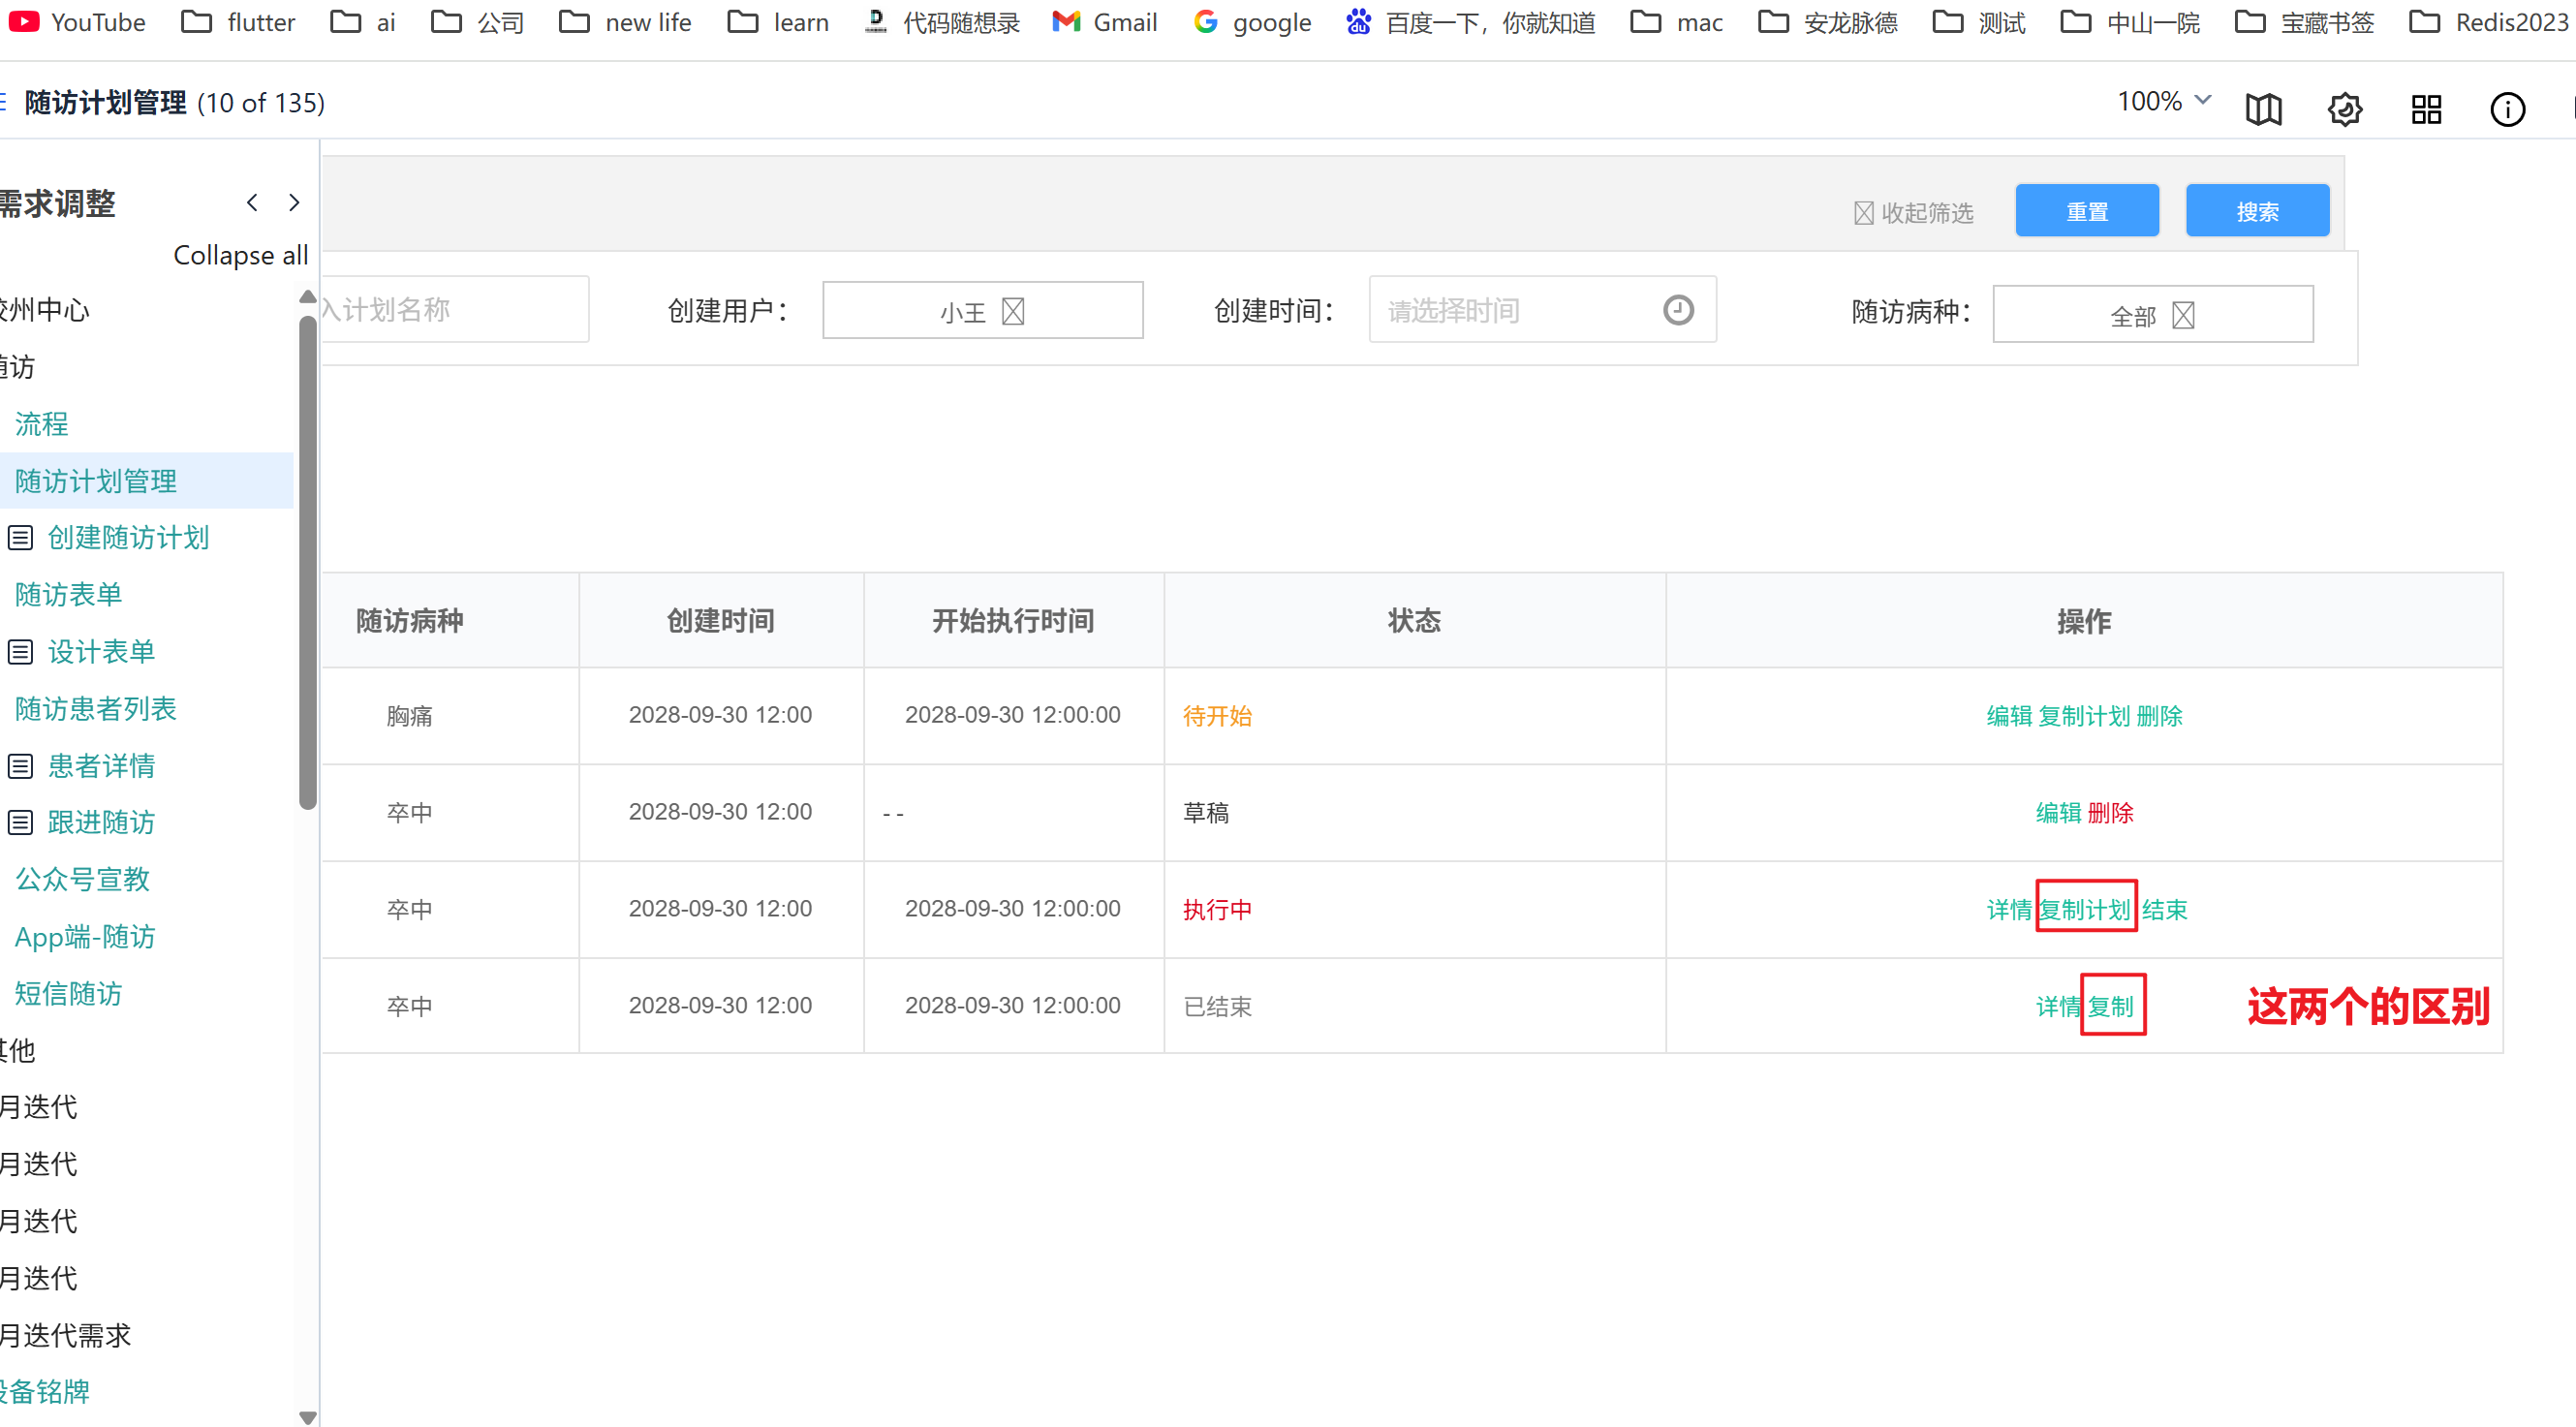 YouTube flutter ai 公司 new life learn 代码随想录 Gmail google 百度一下，你就知道 mac 安龙脉德 测试 中山一院 宝藏书签 Redis2023
随访计划管理 (10 of 135)
100%
需求调整
Collapse all
州中心
随访
流程
随访计划管理
创建随访计划
随访表单
设计表单
随访患者列表
患者详情
跟进随访
公众号宣教
App端-随访
短信随访
其他
月迭代
月迭代
月迭代
月迭代
月迭代需求
设备铭牌
收起筛选 重置 搜索
入计划名称 创建用户： 小王 创建时间： 请选择时间 随访病种： 全部
随访病种 创建时间 开始执行时间 状态 操作
胸痛 2028-09-30 12:00 2028-09-30 12:00:00 待开始 编辑 复制计划 删除
卒中 2028-09-30 12:00 - - 草稿 编辑 删除
卒中 2028-09-30 12:00 2028-09-30 12:00:00 执行中 详情 复制计划 结束
卒中 2028-09-30 12:00 2028-09-30 12:00:00 已结束 详情 复制 这两个的区别